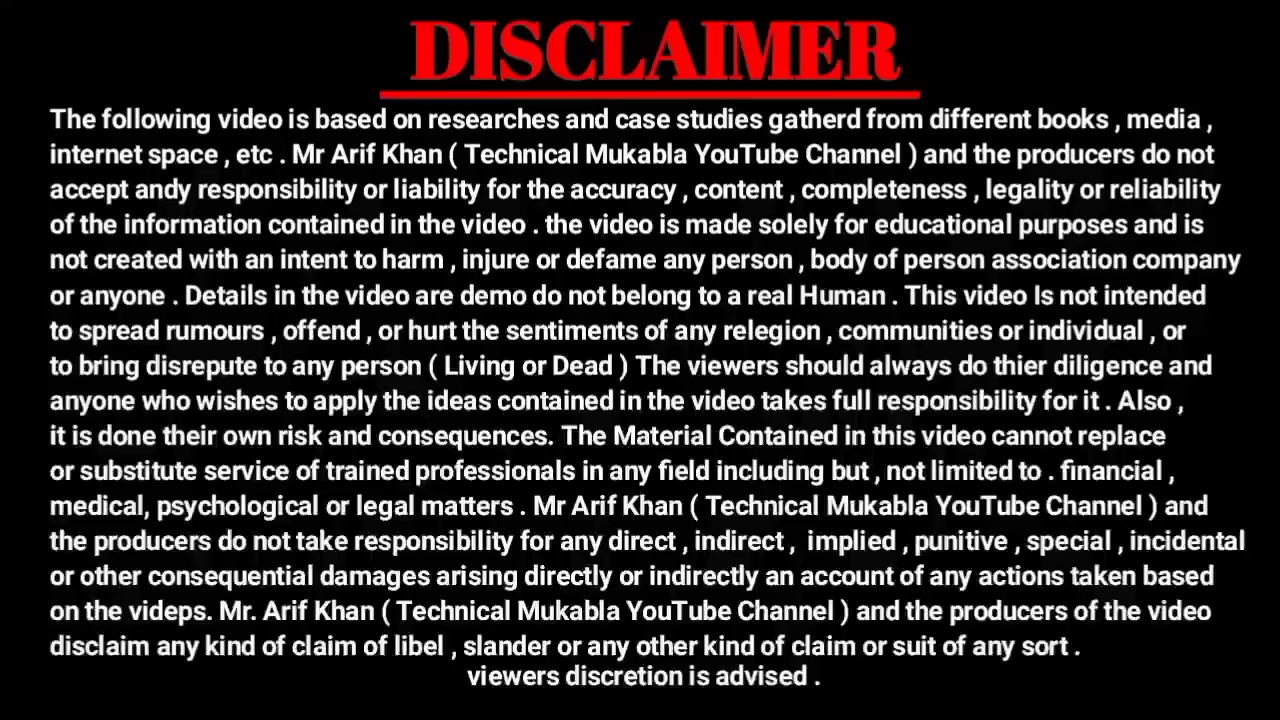 DISCLAIMER
The following video is based on researches and case studies gatherd from different books , media ,
internet space , etc . Mr Arif Khan ( Technical Mukabla YouTube Channel ) and the producers do not
accept andy responsibility or liability for the accuracy , content , completeness , legality or reliability
of the information contained in the video . the video is made solely for educational purposes and is
not created with an intent to harm , injure or defame any person , body of person association company
or anyone . Details in the video are demo do not belong to a real Human . This video Is not intended
to spread rumours , offend , or hurt the sentiments of any relegion , communities or individual , or
to bring disrepute to any person ( Living or Dead ) The viewers should always do thier diligence and
anyone who wishes to apply the ideas contained in the video takes full responsibility for it . Also ,
it is done their own risk and consequences. The Material Contained in this video cannot replace
or substitute service of trained professionals in any field including but , not limited to . financial ,
medical, psychological or legal matters . Mr Arif Khan ( Technical Mukabla YouTube Channel ) and
the producers do not take responsibility for any direct , indirect , implied , punitive , special , incidental
or other consequential damages arising directly or indirectly an account of any actions taken based
on the videps. Mr. Arif Khan ( Technical Mukabla YouTube Channel ) and the producers of the video
disclaim any kind of claim of libel , slander or any other kind of claim or suit of any sort .
viewers discretion is advised .